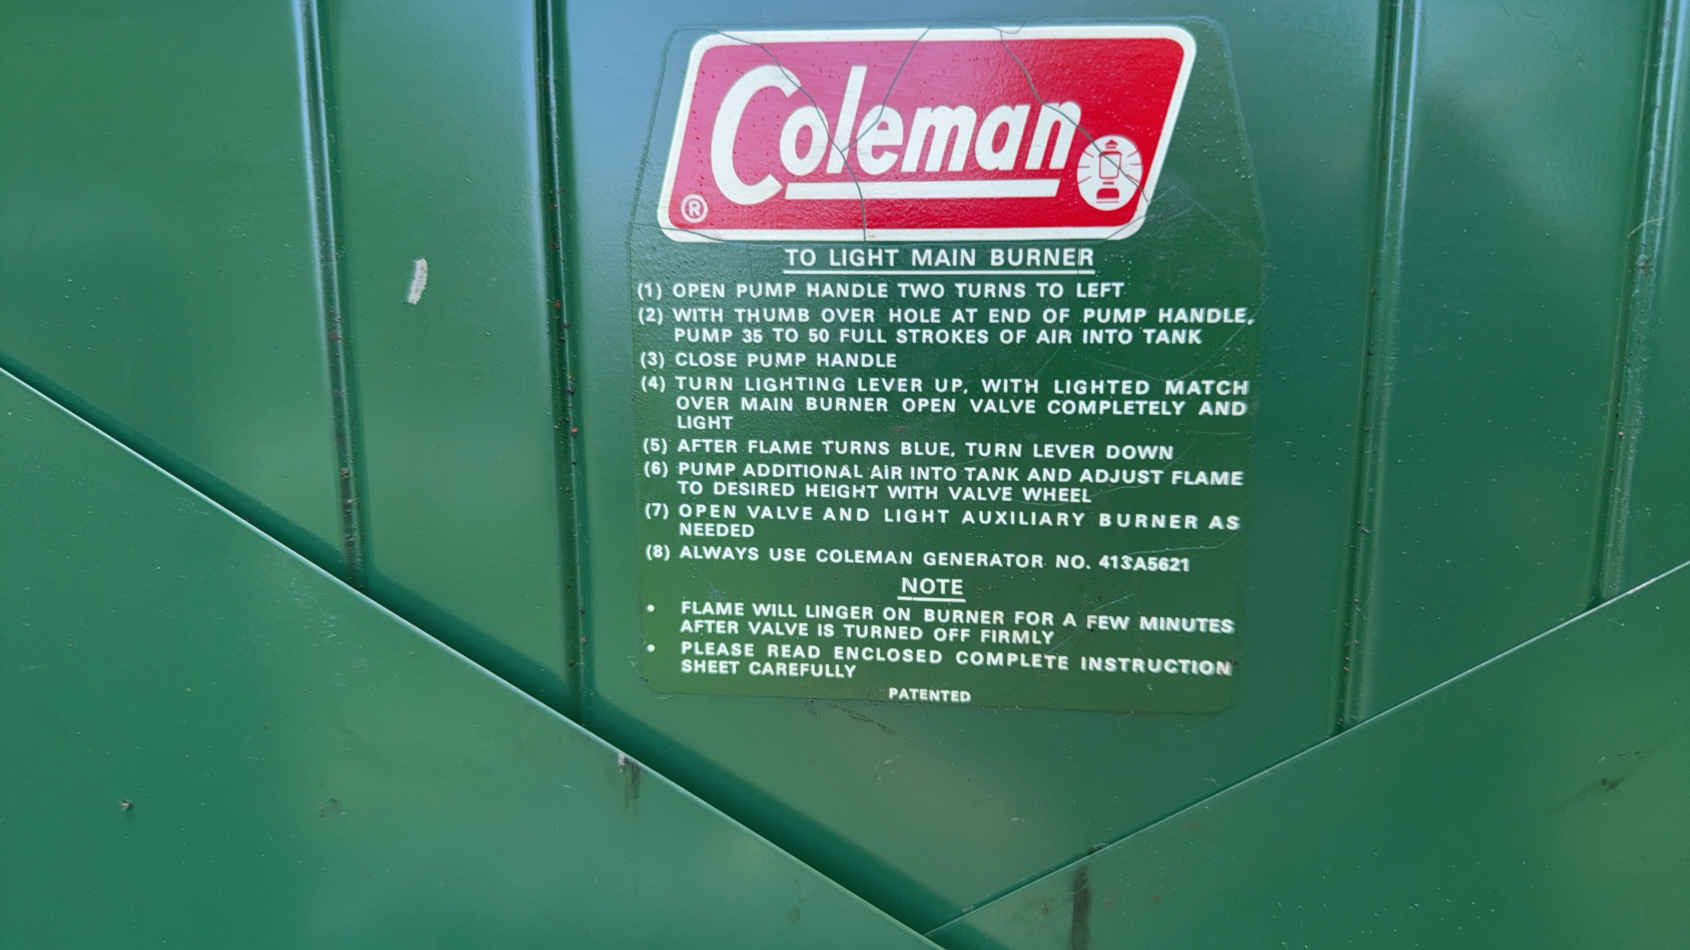 Coleman
®
TO LIGHT MAIN BURNER
(1) OPEN PUMP HANDLE TWO TURNS TO LEFT
(2) WITH THUMB OVER HOLE AT END OF PUMP HANDLE,
PUMP 35 TO 50 FULL STROKES OF AIR INTO TANK
(3) CLOSE PUMP HANDLE
(4) TURN LIGHTING LEVER UP, WITH LIGHTED MATCH
OVER MAIN BURNER OPEN VALVE COMPLETELY AND
LIGHT
(5) AFTER FLAME TURNS BLUE, TURN LEVER DOWN
(6) PUMP ADDITIONAL AIR INTO TANK AND ADJUST FLAME
TO DESIRED HEIGHT WITH VALVE WHEEL
(7) OPEN VALVE AND LIGHT AUXILIARY BURNER AS
NEEDED
(8) ALWAYS USE COLEMAN GENERATOR NO. 413A5621
NOTE
• FLAME WILL LINGER ON BURNER FOR A FEW MINUTES
AFTER VALVE IS TURNED OFF FIRMLY
• PLEASE READ ENCLOSED COMPLETE INSTRUCTION
SHEET CAREFULLY
PATENTED